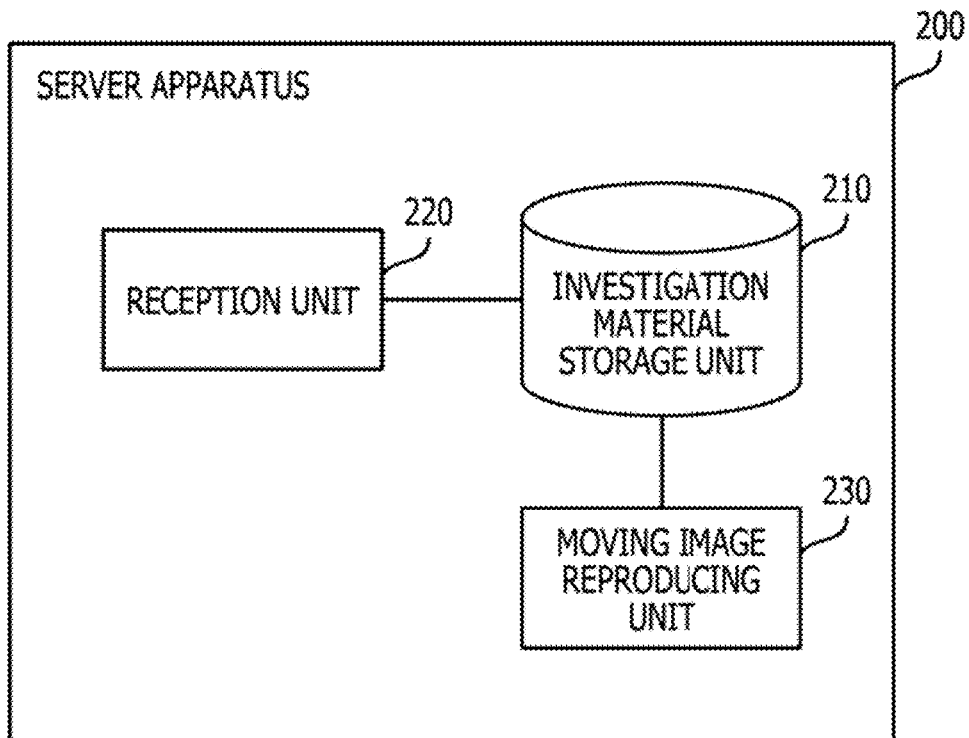 200
SERVER APPARATUS
210
220
RECEPTION UNIT
INVESTIGATION
MATERIAL
STORAGE UNIT
230
MOVING IMAGE
REPRODUCING
UNIT